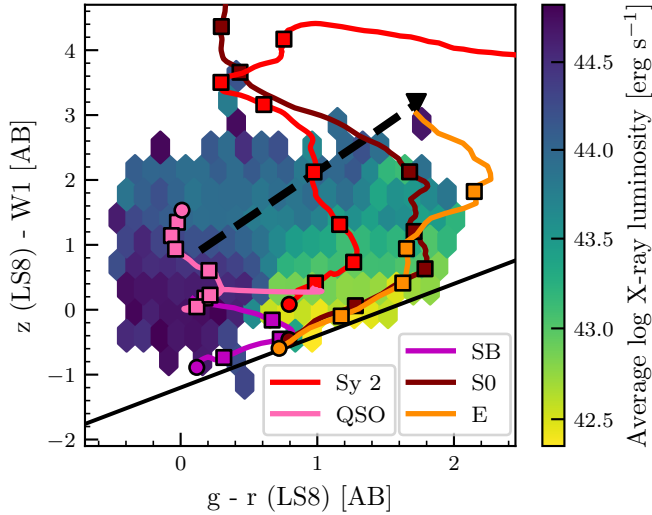 4
3
2
1
0
−1
−2
z (LS8) - W1 [AB]
0
1
2
g - r (LS8) [AB]
Sy 2
QSO
SB
S0
E
44.5
44.0
43.5
43.0
42.5
Average log X-ray luminosity [erg s⁻¹]